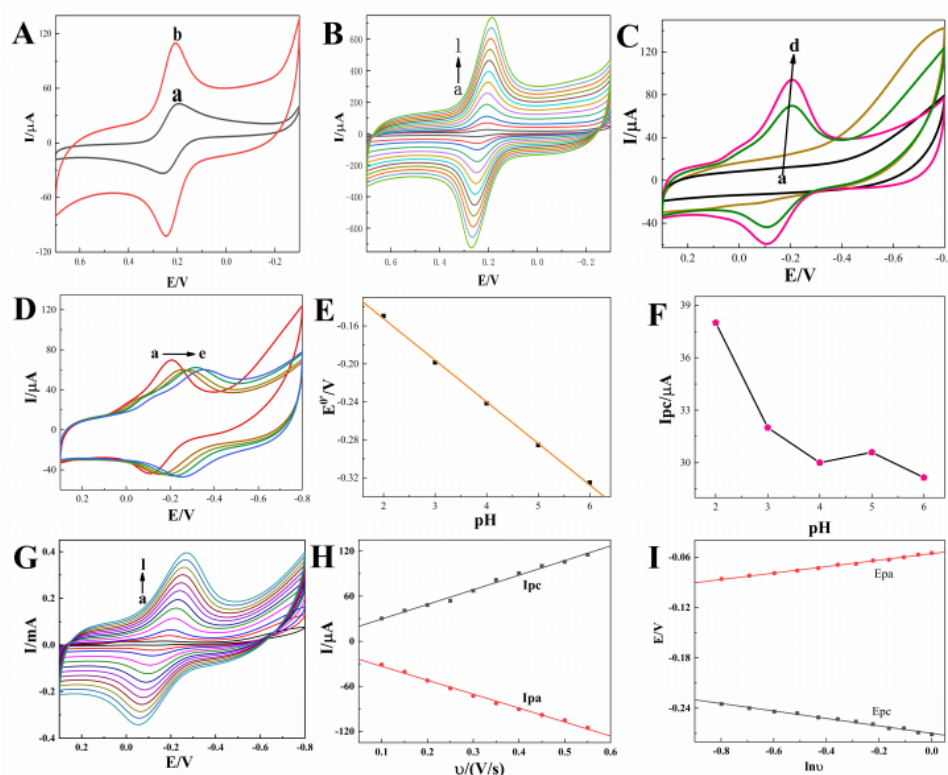 A
b
a
I/μA
120
60
0
-60
-120
0.6 0.4 0.2 0.0 -0.2
E/V
B
l
a
I/μA
600
400
200
0
-200
-400
-600
0.6 0.4 0.2 0.0 -0.2
E/V
C
d
a
I/μA
120
80
40
0
-40
0.2 0.0 -0.2 -0.4 -0.6 -0.8
E/V
D
a e
I/μA
120
80
40
0
-40
0.2 0.0 -0.2 -0.4 -0.6 -0.8
E/V
E
E0'/V
-0.16
-0.20
-0.24
-0.28
-0.32
2 3 4 5 6
pH
F
Ipc/μA
39
36
32
30
2 3 4 5 6
pH
G
l
a
I/mA
0.4
0.2
0.0
-0.2
-0.4
0.2 0.0 -0.2 -0.4 -0.6 -0.8
E/V
H
Ipc
Ipa
I/μA
120
60
0
-60
-120
0.1 0.2 0.3 0.4 0.5 0.6
υ/(V/s)
I
Epa
Epc
E/V
-0.06
-0.12
-0.18
-0.24
-0.8 -0.6 -0.4 -0.2 0.0
lnυ